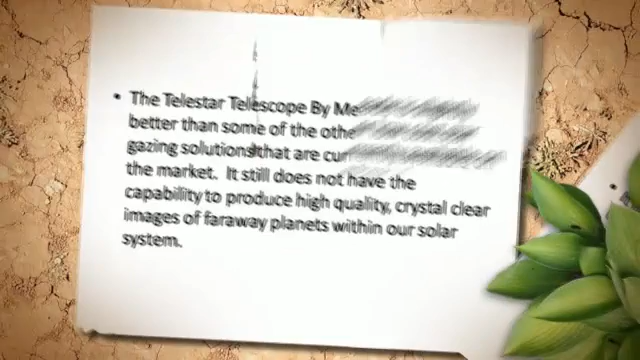 • The Telestar Telescope By Me
better than some of the othe
gazing solutions that are cur
the market.  It still does not have the
capability to produce high quality, crystal clear
images of faraway planets within our solar
system.